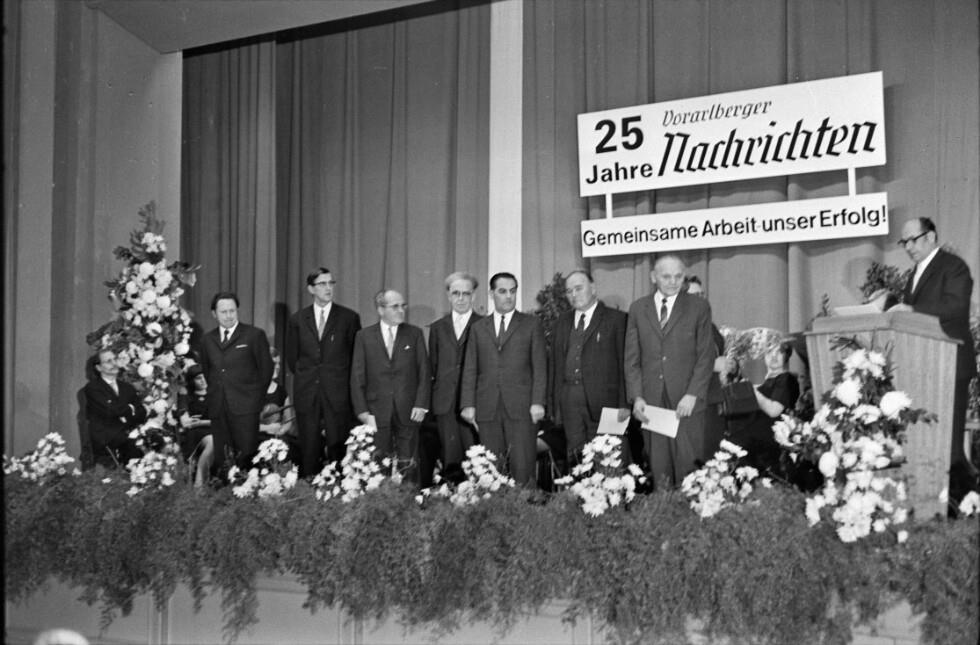 25 Vorarlberger
Jahre Nachrichten
Gemeinsame Arbeit-unser Erfolg!